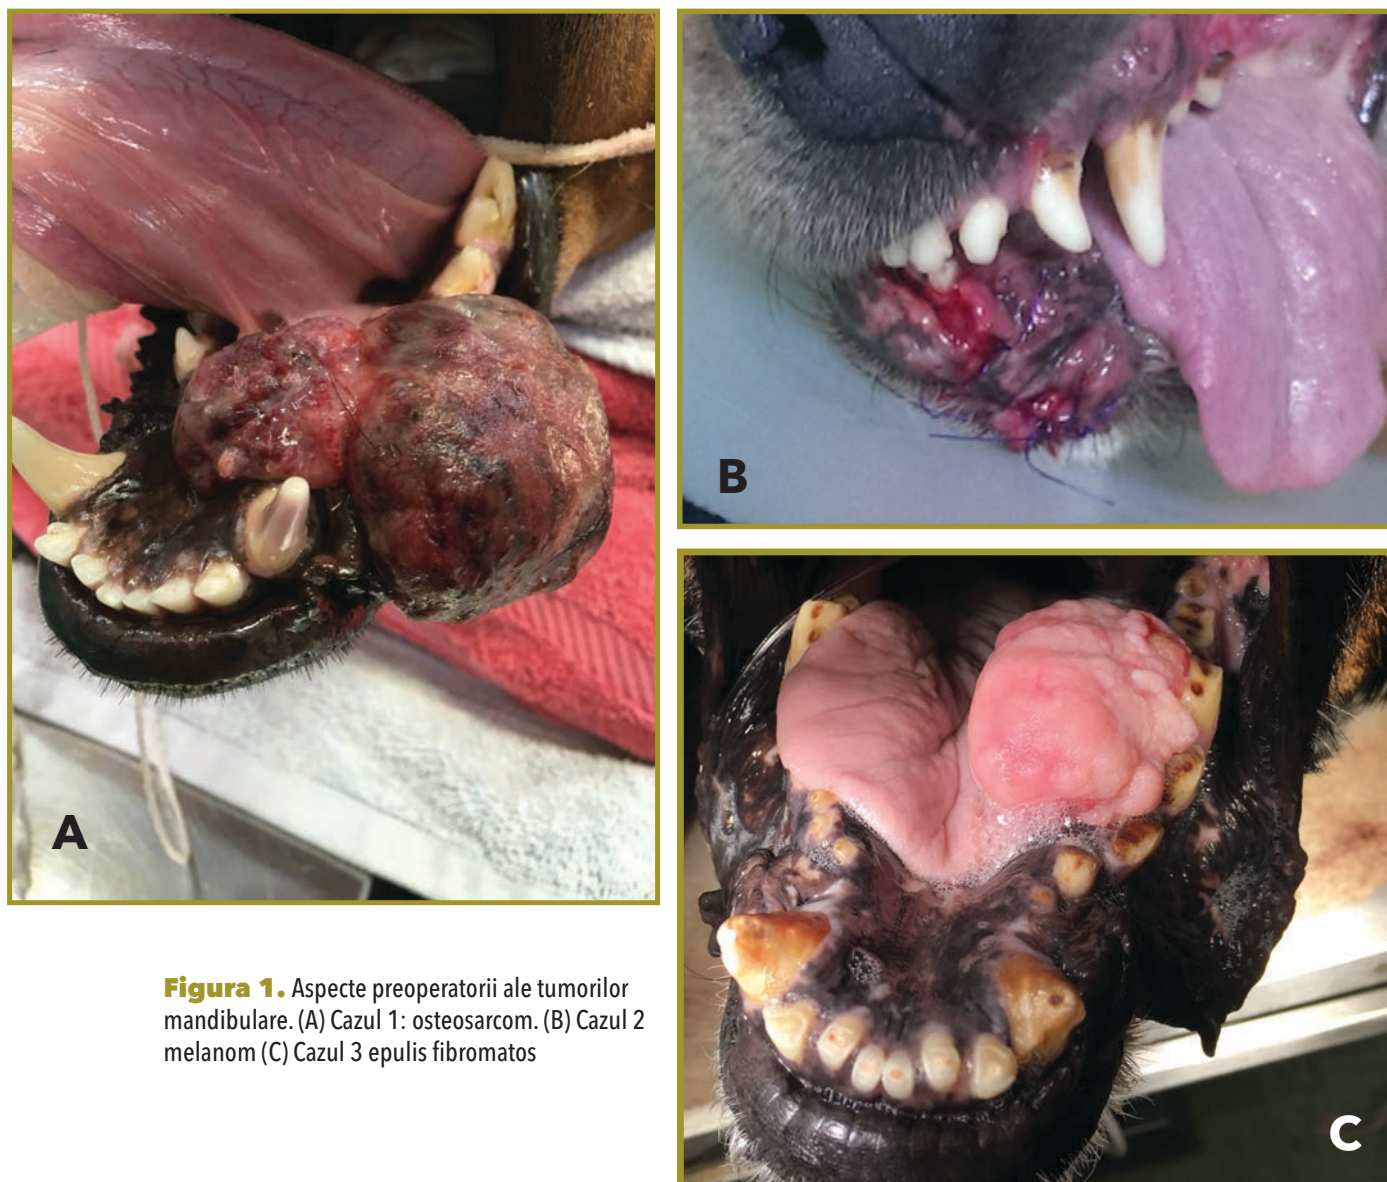 A
B
C
Figura 1. Aspecte preoperatorii ale tumorilor
mandibulare. (A) Cazul 1: osteosarcom. (B) Cazul 2
melanom (C) Cazul 3 epulis fibromatos